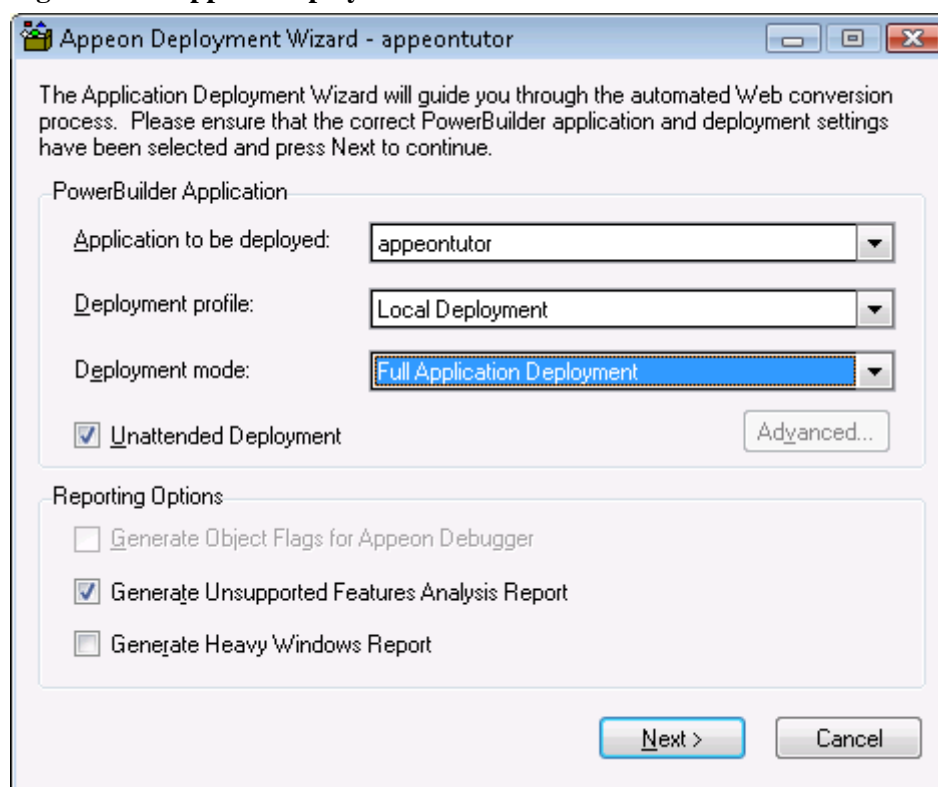 Appeon Deployment Wizard - appeontutor
The Application Deployment Wizard will guide you through the automated Web conversion
process.  Please ensure that the correct PowerBuilder application and deployment settings
have been selected and press Next to continue.
PowerBuilder Application
Application to be deployed: appeontutor
Deployment profile: Local Deployment
Deployment mode: Full Application Deployment
Unattended Deployment Advanced...
Reporting Options
Generate Object Flags for Appeon Debugger
Generate Unsupported Features Analysis Report
Generate Heavy Windows Report
Next > Cancel